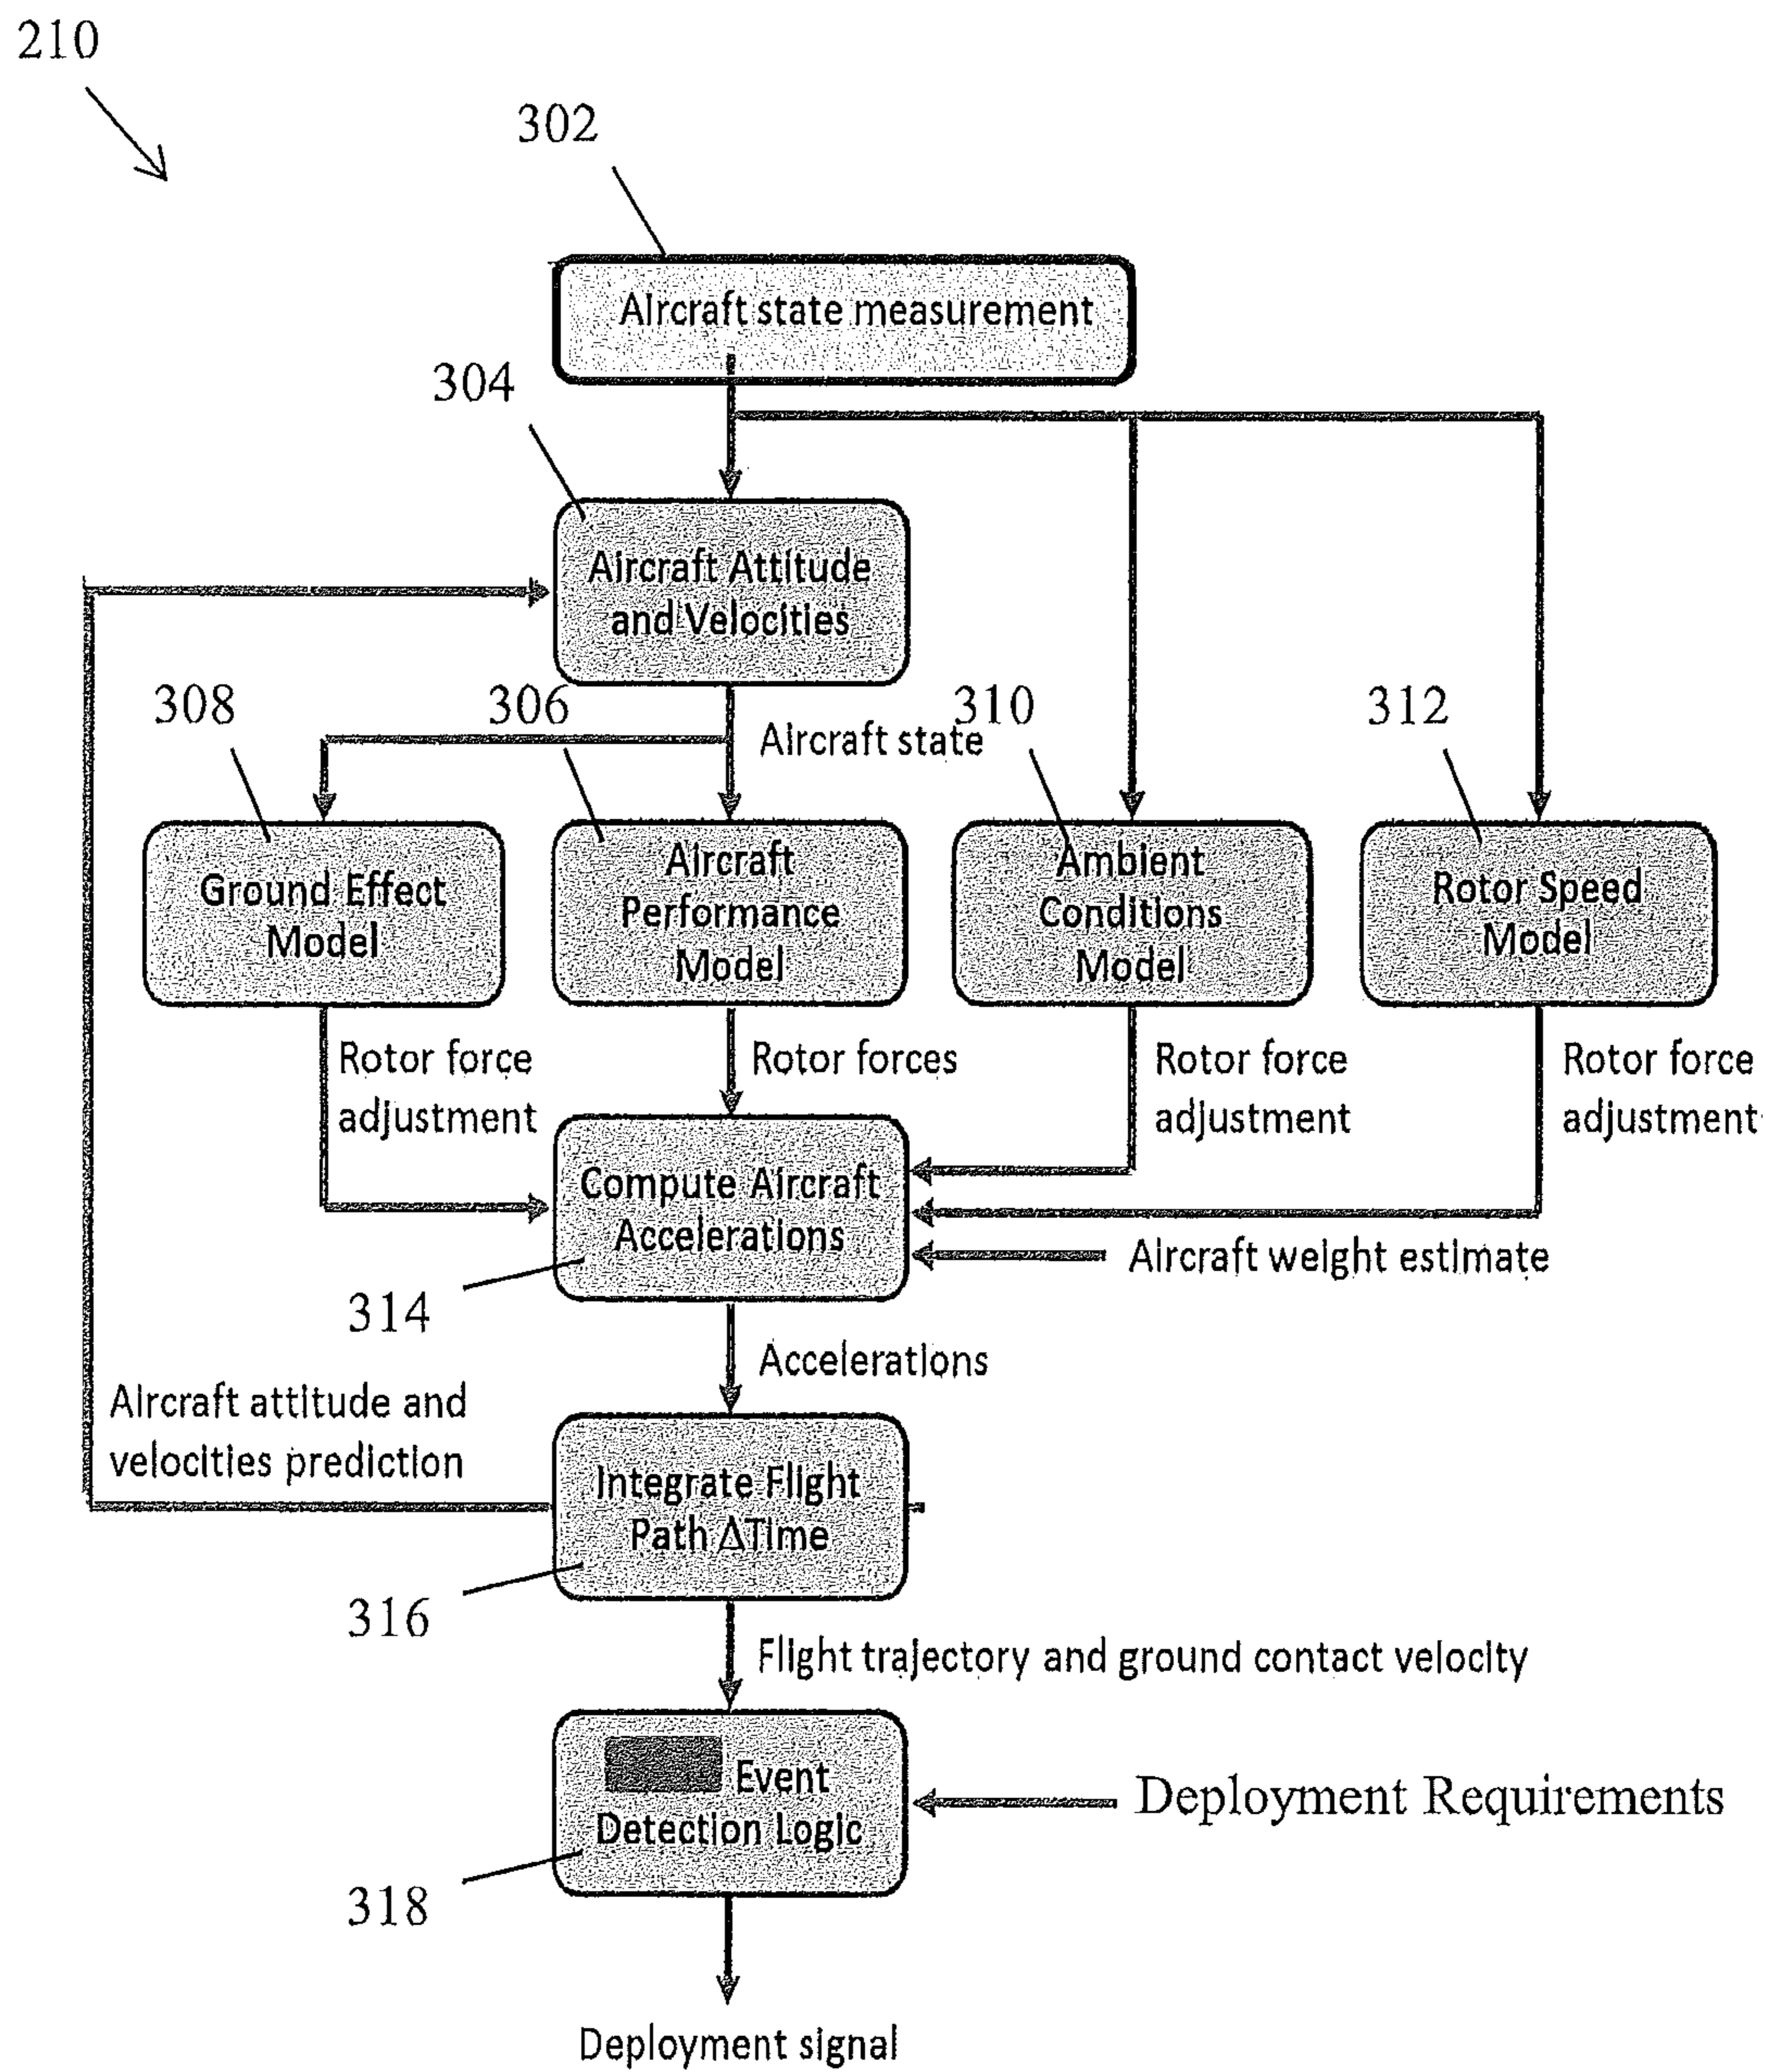 210
302
Aircraft state measurement
304
Aircraft Attitude
and Velocities
308
306
Aircraft state
310
312
Ground Effect
Model
Aircraft
Performance
Model
Ambient
Conditions
Model
Rotor Speed
Model
Rotor force
adjustment
Rotor forces
Rotor force
adjustment
Rotor force
adjustment
Compute Aircraft
Accelerations
Aircraft weight estimate
314
Accelerations
Aircraft attitude and
velocities prediction
Integrate Flight
Path ΔTime
316
Flight trajectory and ground contact velocity
Event
Detection Logic
Deployment Requirements
318
Deployment signal